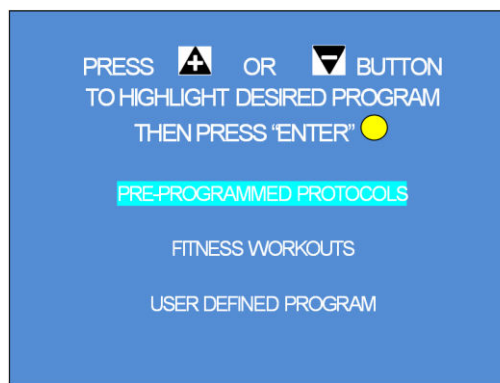 PRESS + OR - BUTTON
TO HIGHLIGHT DESIRED PROGRAM
THEN PRESS “ENTER”
PRE-PROGRAMMED PROTOCOLS
FITNESS WORKOUTS
USER DEFINED PROGRAM